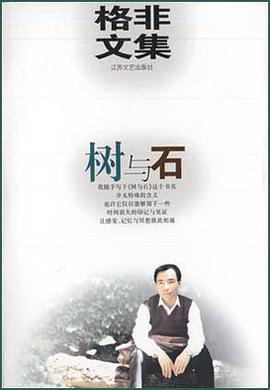 格非
文集
江苏文艺出版社
树与石
我随手写下《树与石》这个书名
并无特殊的含义
也许它仅仅能够留下一些
时间消失的印记与见证
让感觉、记忆与冥想彼此相通